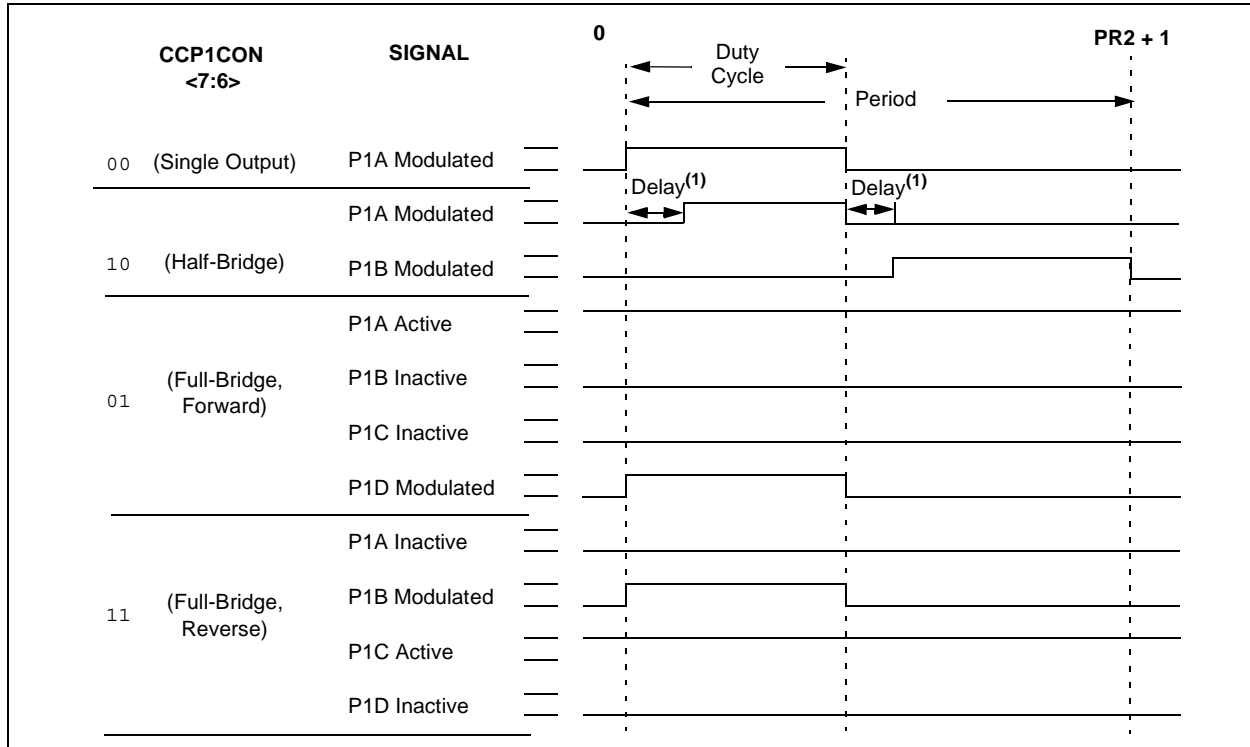 CCP1CON
<7:6>
SIGNAL
0
PR2 + 1
Duty
Cycle
Period
00 (Single Output) P1A Modulated
Delay(1)
Delay(1)
P1A Modulated
10 (Half-Bridge)
P1B Modulated
P1A Active
01 (Full-Bridge,
Forward)
P1B Inactive
P1C Inactive
P1D Modulated
P1A Inactive
11 (Full-Bridge,
Reverse)
P1B Modulated
P1C Active
P1D Inactive